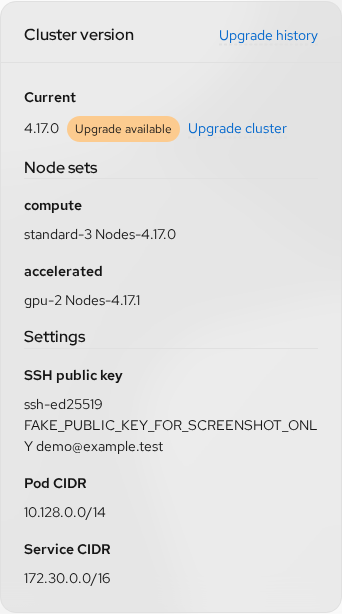 Cluster version Upgrade history
Current
4.17.0 Upgrade available Upgrade cluster
Node sets
compute
standard-3 Nodes-4.17.0
accelerated
gpu-2 Nodes-4.17.1
Settings
SSH public key
ssh-ed25519
FAKE_PUBLIC_KEY_FOR_SCREENSHOT_ONL
Y demo@example.test
Pod CIDR
10.128.0.0/14
Service CIDR
172.30.0.0/16